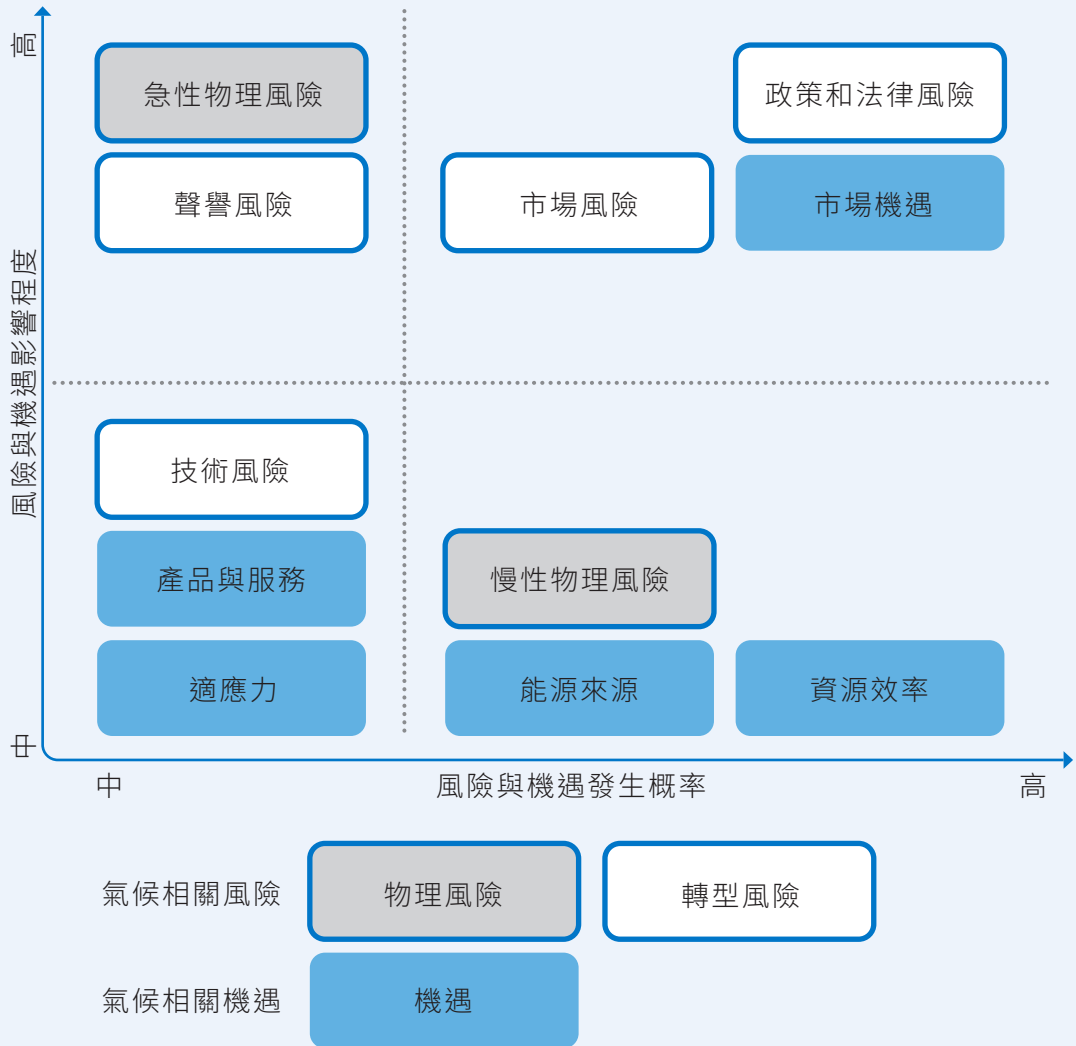 高
急性物理風險
政策和法律風險
聲譽風險
市場風險
市場機遇
風險與機遇影響程度
技術風險
產品與服務
慢性物理風險
適應力
能源來源
資源效率
中
中
風險與機遇發生概率
高
氣候相關風險
物理風險
轉型風險
氣候相關機遇
機遇